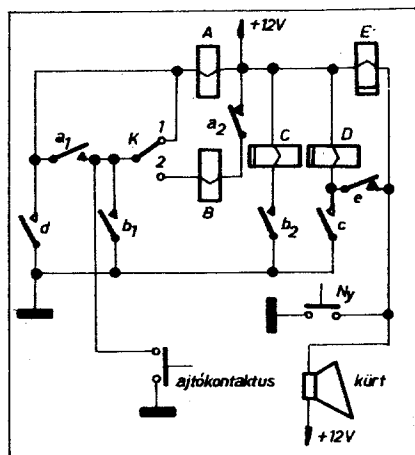 A
+12V
E
a₁
K
1
a₂
2
B
C
D
e
d
b₁
b₂
c
Ny
ajtókontaktus
kürt
+12V